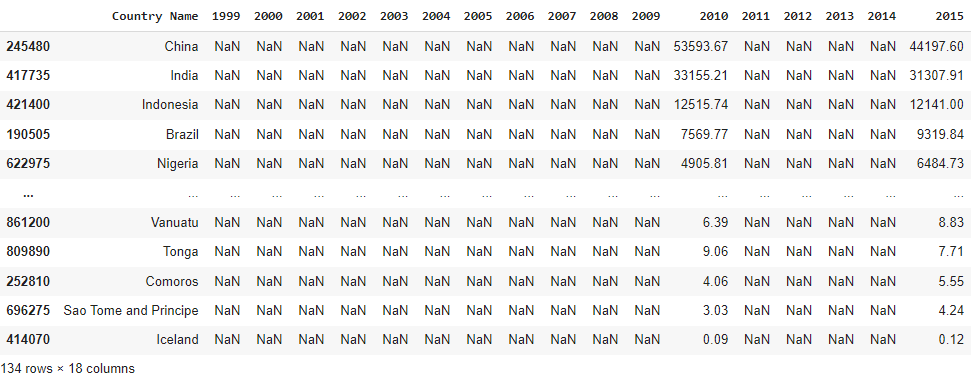 Country Name 1999 2000 2001 2002 2003 2004 2005 2006 2007 2008 2009 2010 2011 2012 2013 2014 2015
245480 China NaN NaN NaN NaN NaN NaN NaN NaN NaN NaN NaN 53593.67 NaN NaN NaN NaN 44197.60
417735 India NaN NaN NaN NaN NaN NaN NaN NaN NaN NaN NaN 33155.21 NaN NaN NaN NaN 31307.91
421400 Indonesia NaN NaN NaN NaN NaN NaN NaN NaN NaN NaN NaN 12515.74 NaN NaN NaN NaN 12141.00
190505 Brazil NaN NaN NaN NaN NaN NaN NaN NaN NaN NaN NaN 7569.77 NaN NaN NaN NaN 9319.84
622975 Nigeria NaN NaN NaN NaN NaN NaN NaN NaN NaN NaN NaN 4905.81 NaN NaN NaN NaN 6484.73
... ... ... ... ... ... ... ... ... ... ... ... ... ... ... ... ... ... ...
861200 Vanuatu NaN NaN NaN NaN NaN NaN NaN NaN NaN NaN NaN 6.39 NaN NaN NaN NaN 8.83
809890 Tonga NaN NaN NaN NaN NaN NaN NaN NaN NaN NaN NaN 9.06 NaN NaN NaN NaN 7.71
252810 Comoros NaN NaN NaN NaN NaN NaN NaN NaN NaN NaN NaN 4.06 NaN NaN NaN NaN 5.55
696275 Sao Tome and Principe NaN NaN NaN NaN NaN NaN NaN NaN NaN NaN NaN 3.03 NaN NaN NaN NaN 4.24
414070 Iceland NaN NaN NaN NaN NaN NaN NaN NaN NaN NaN NaN 0.09 NaN NaN NaN NaN 0.12
134 rows × 18 columns